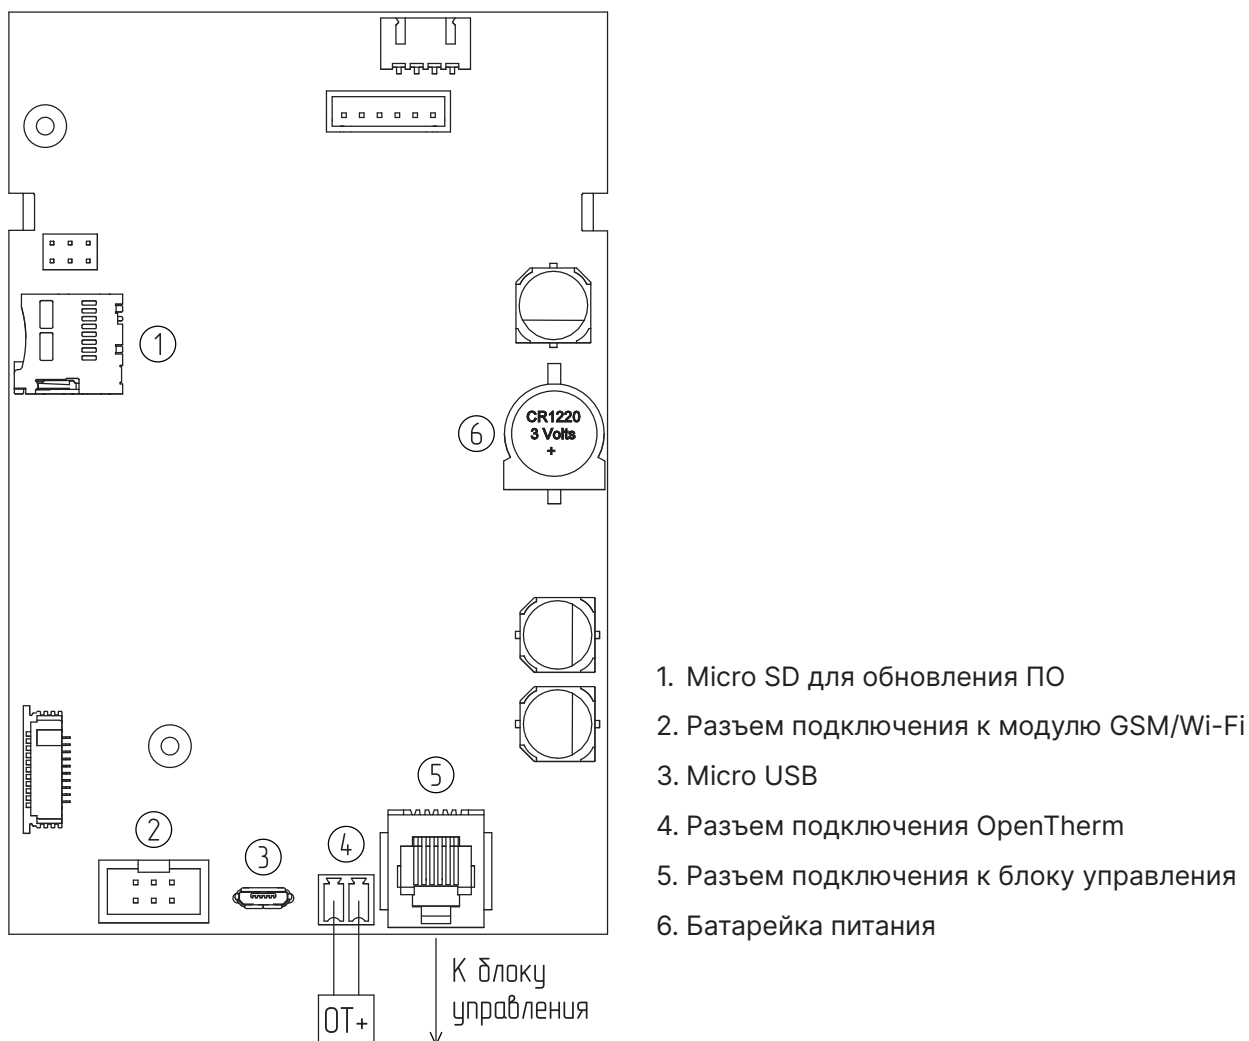 1
CR1220
3 Volts
+
6
5
2
3
4
К блоку
управления
OT+
1. Micro SD для обновления ПО
2. Разъем подключения к модулю GSM/Wi-Fi
3. Micro USB
4. Разъем подключения OpenTherm
5. Разъем подключения к блоку управления
6. Батарейка питания